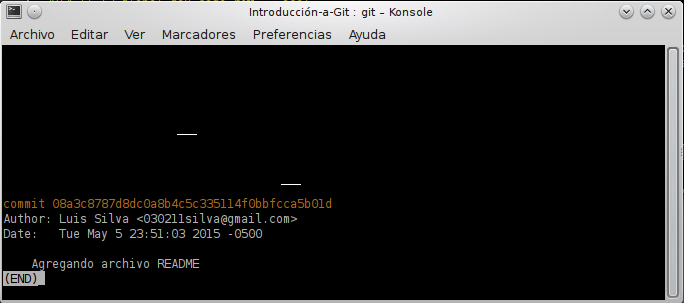 Introducción-a-Git : git – Konsole
Archivo Editar Ver Marcadores Preferencias Ayuda
commit 08a3c8787d8dc0a8b4c5c335114f0bbfcca5b01d
Author: Luis Silva <030211silva@gmail.com>
Date: Tue May 5 23:51:03 2015 -0500
Agregando archivo README
(END)